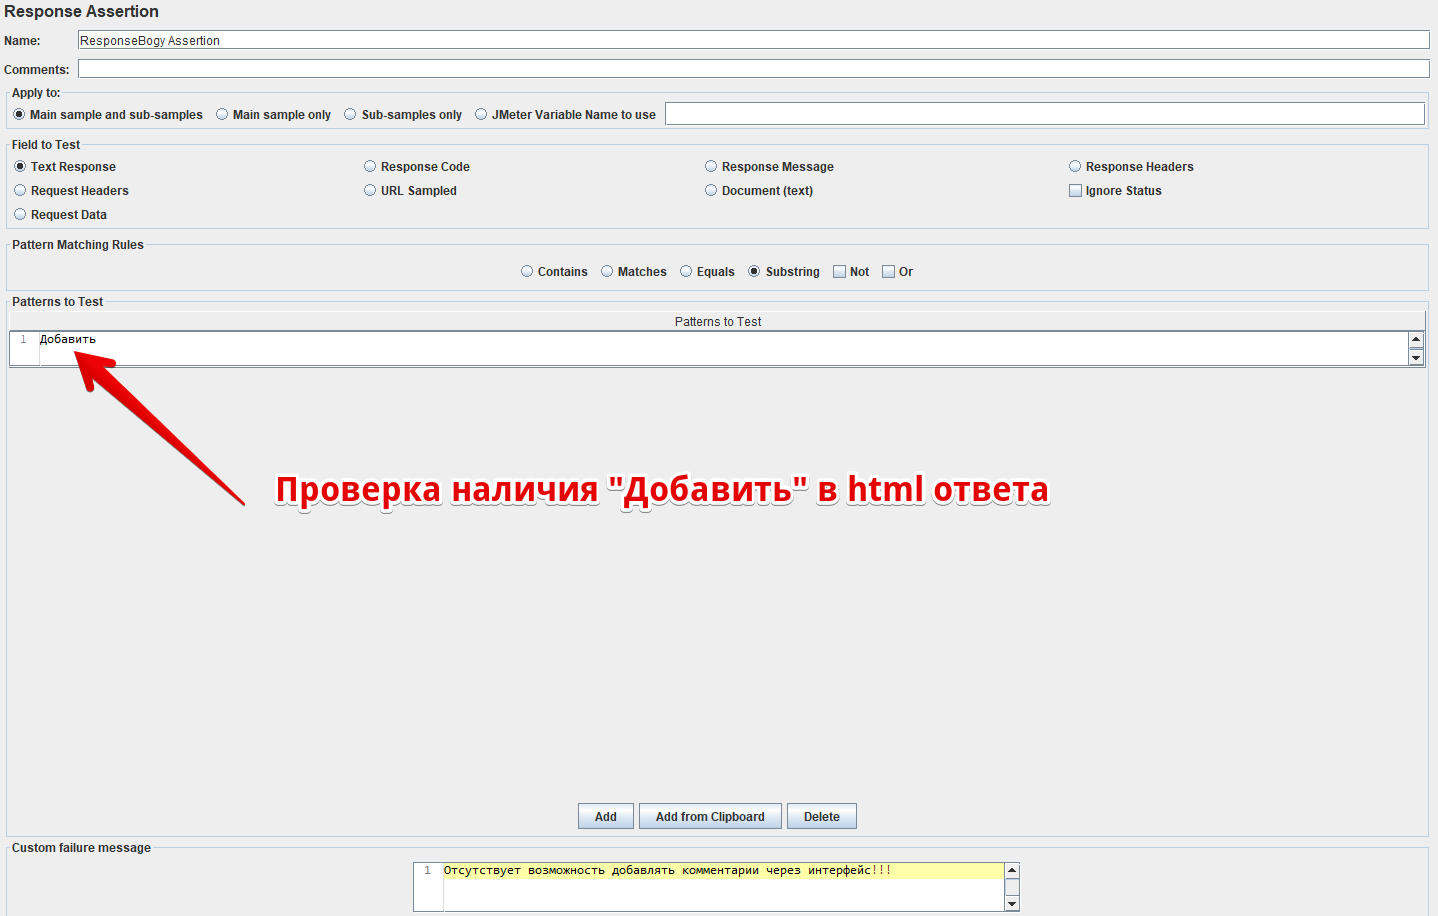 Response Assertion
Name: ResponseBogy Assertion
Comments:
Apply to:
Main sample and sub-samples Main sample only Sub-samples only JMeter Variable Name to use
Field to Test
Text Response Response Code Response Message Response Headers
Request Headers URL Sampled Document (text) Ignore Status
Request Data
Pattern Matching Rules
Contains Matches Equals Substring Not Or
Patterns to Test
Patterns to Test
1 Добавить
Проверка наличия "Добавить" в html ответа
Add Add from Clipboard Delete
Custom failure message
1 Отсутствует возможность добавлять комментарии через интерфейс!!!